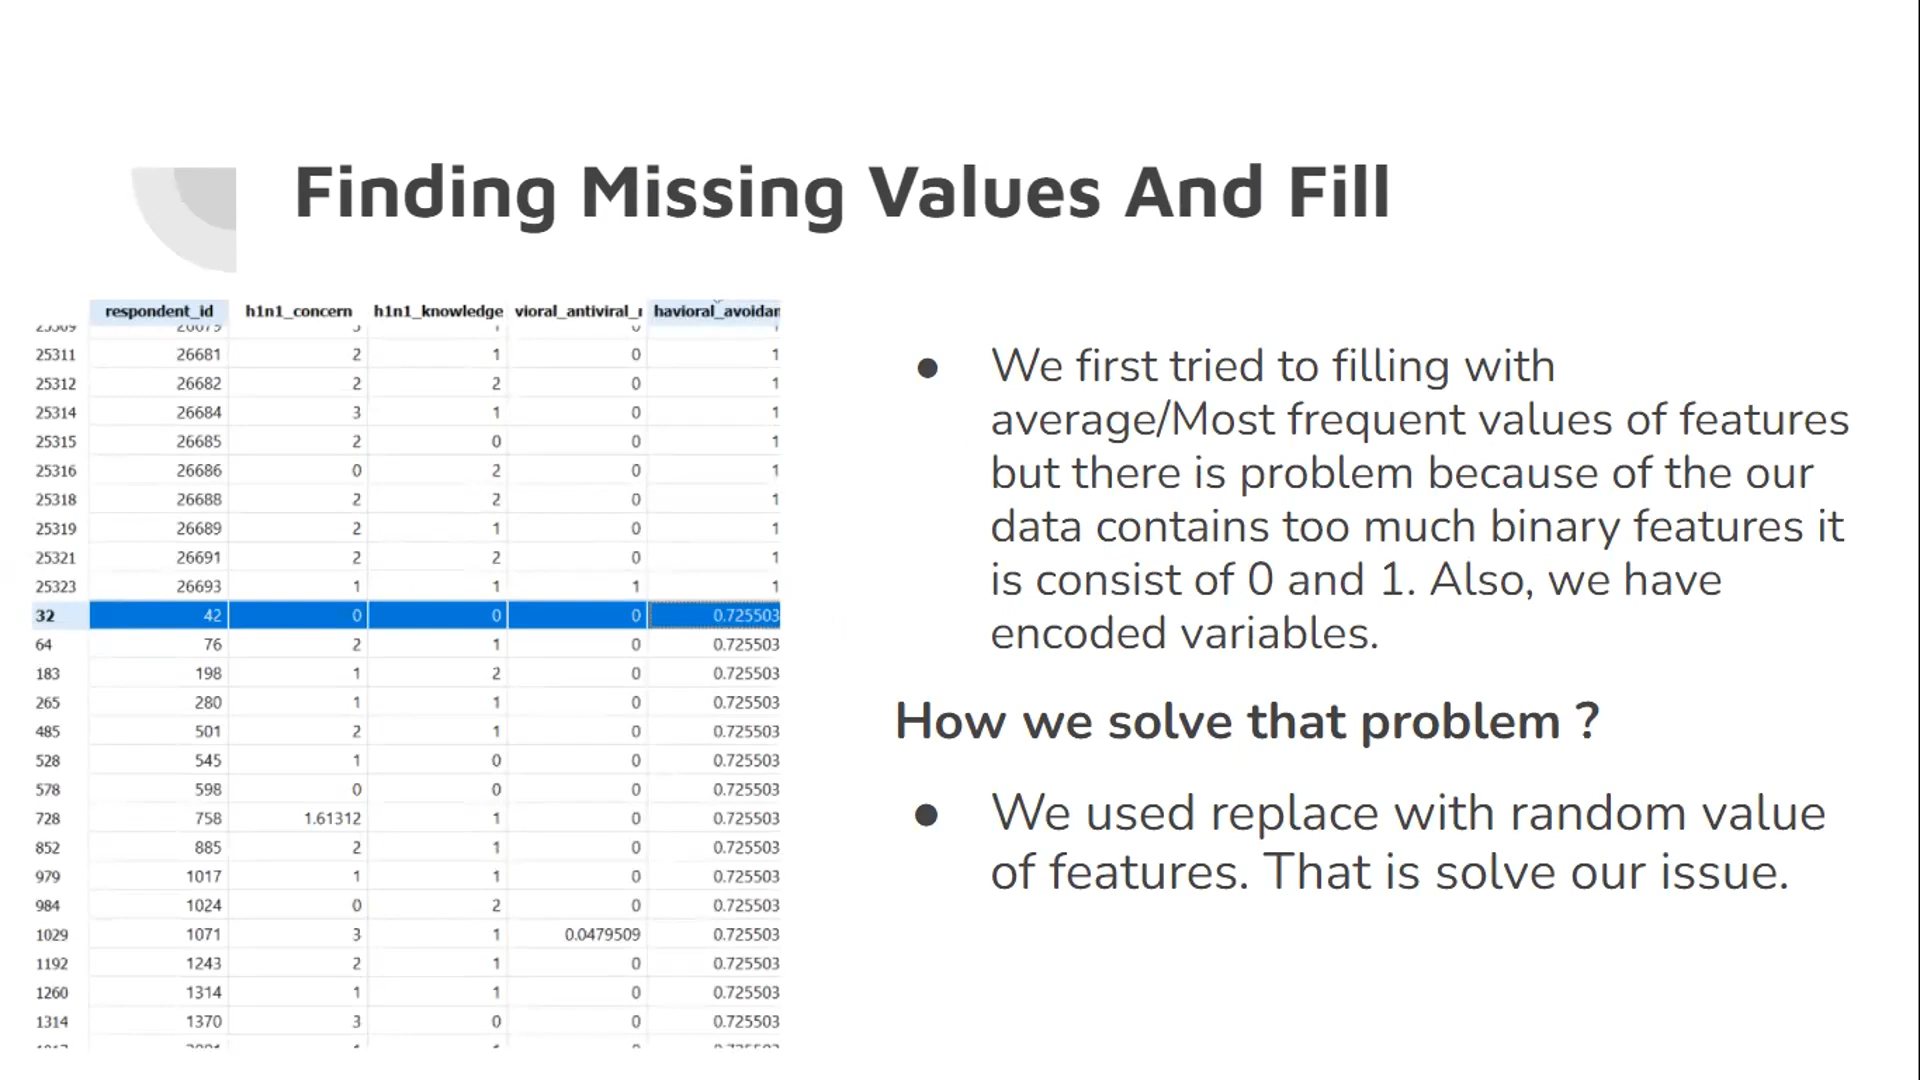 Finding Missing Values And Fill
respondent_id h1n1_concern h1n1_knowledge vioral_antiviral_ havioral_avoidan
25311 26681 2 1 0 1
25312 26682 2 2 0 1
25314 26684 3 1 0 1
25315 26685 2 0 0 1
25316 26686 0 2 0 1
25318 26688 2 2 0 1
25319 26689 2 1 0 1
25321 26691 2 2 0 1
25323 26693 1 1 1 1
32 42 0 0 0 0.725503
64 76 2 1 0 0.725503
183 198 1 2 0 0.725503
265 280 1 1 0 0.725503
485 501 2 1 0 0.725503
528 545 1 0 0 0.725503
578 598 0 0 0 0.725503
728 758 1.61312 1 0 0.725503
852 885 2 1 0 0.725503
979 1017 1 1 0 0.725503
984 1024 0 2 0 0.725503
1029 1071 3 1 0.0479509 0.725503
1192 1243 2 1 0 0.725503
1260 1314 1 1 0 0.725503
1314 1370 3 0 0 0.725503
● We first tried to filling with
average/Most frequent values of features
but there is problem because of the our
data contains too much binary features it
is consist of 0 and 1. Also, we have
encoded variables.
How we solve that problem ?
● We used replace with random value
of features. That is solve our issue.